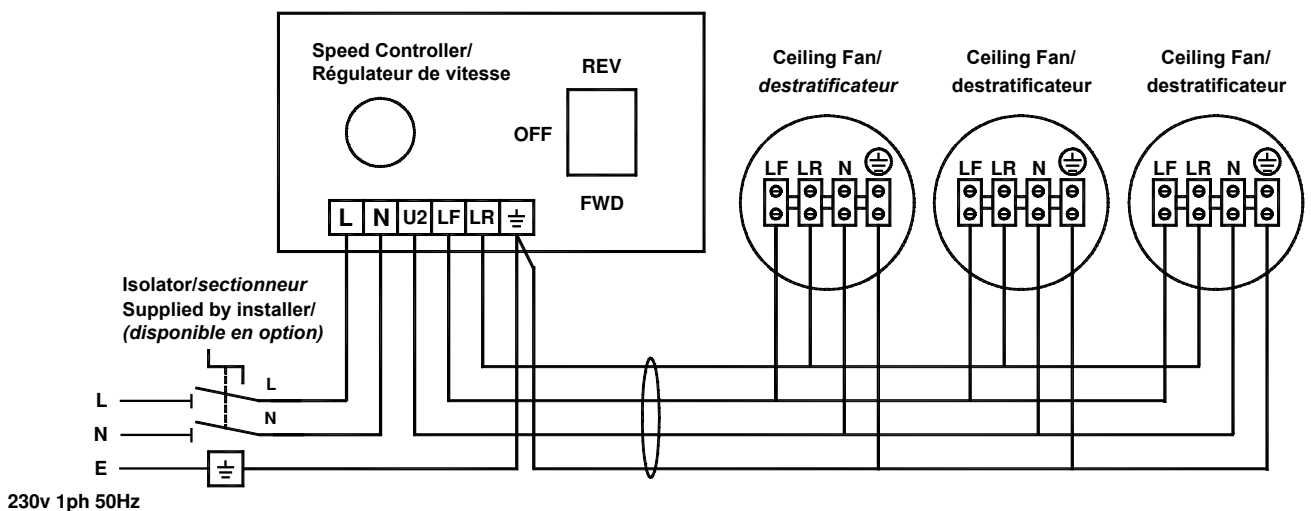 Speed Controller/
Régulateur de vitesse
REV
OFF
FWD
L N U2 LF LR
Ceiling Fan/
destratificateur
LF LR N
Ceiling Fan/
destratificateur
LF LR N
Ceiling Fan/
destratificateur
LF LR N
Isolator/sectionneur
Supplied by installer/
(disponible en option)
L
N
L
N
E
230v 1ph 50Hz